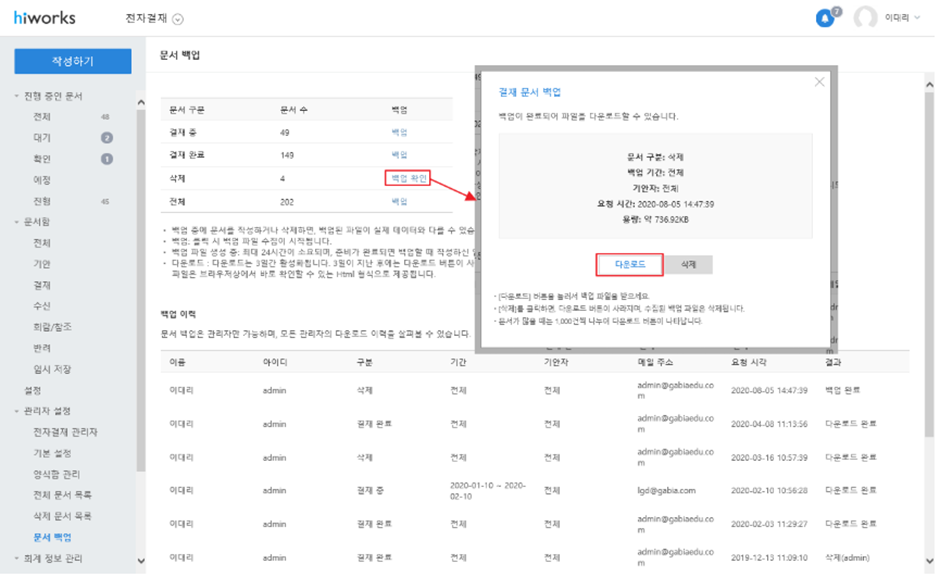 hiworks
전자결재
7
이대리
작성하기
진행 중인 문서
전체 48
대기 2
확인 1
예정
진행 45
문서함
전체
기안
결재
수신
회람/참조
반려
임시 저장
설정
관리자 설정
전자결재 관리자
기본 설정
양식함 관리
전체 문서 목록
삭제 문서 목록
문서 백업
회계 정보 관리
문서 백업
문서 구분 문서 수 백업
결재 중 49 백업
결재 완료 149 백업
삭제 4 백업 확인
전체 202 백업
• 백업 중에 문서를 작성하거나 삭제하면, 백업된 파일이 실제 데이터와 다를 수 있습
• 백업: 클릭 시 백업 파일 수집이 시작됩니다.
• 백업 파일 생성 중: 최대 24시간이 소요되며, 준비가 완료되면 백업할 때 작성하신
• 다운로드 : 다운로드는 3일간 활성화됩니다. 3일이 지난 후에는 다운로드 버튼이 사
파일은 브라우저상에서 바로 확인할 수 있는 Html 형식으로 제공됩니다.
결재 문서 백업
백업이 완료되어 파일을 다운로드할 수 있습니다.
문서 구분: 삭제
백업 기간: 전체
기안자: 전체
요청 시간: 2020-08-05 14:47:39
용량: 약 736.92KB
다운로드 삭제
• [다운로드] 버튼을 눌러서 백업 파일을 받으세요.
• [삭제]를 클릭하면, 다운로드 버튼이 사라지며, 수집된 백업 파일은 삭제됩니다.
• 문서가 많을 때는 1,000건씩 나누어 다운로드 버튼이 나타납니다.
백업 이력
문서 백업은 관리자만 가능하며, 모든 관리자의 다운로드 이력을 살펴볼 수 있습니다.
이름 아이디 구분 기간 기안자 메일 주소 요청 시각 결과
이대리 admin 삭제 전체 전체 admin@gabiaedu.com 2020-08-05 14:47:39 백업 완료
이대리 admin 결재 완료 전체 전체 admin@gabiaedu.com 2020-04-08 11:13:56 다운로드 완료
이대리 admin 삭제 전체 전체 admin@gabiaedu.com 2020-03-16 10:57:39 다운로드 완료
이대리 admin 결재 중 2020-01-10 ~ 2020-02-10 전체 lgd@gabia.com 2020-02-10 10:56:28 다운로드 완료
이대리 admin 결재 완료 전체 전체 admin@gabiaedu.com 2020-02-03 11:29:27 다운로드 완료
이대리 admin 결재 완료 전체 전체 admin@gabiaedu.com 2019-12-13 11:09:10 삭제(admin)